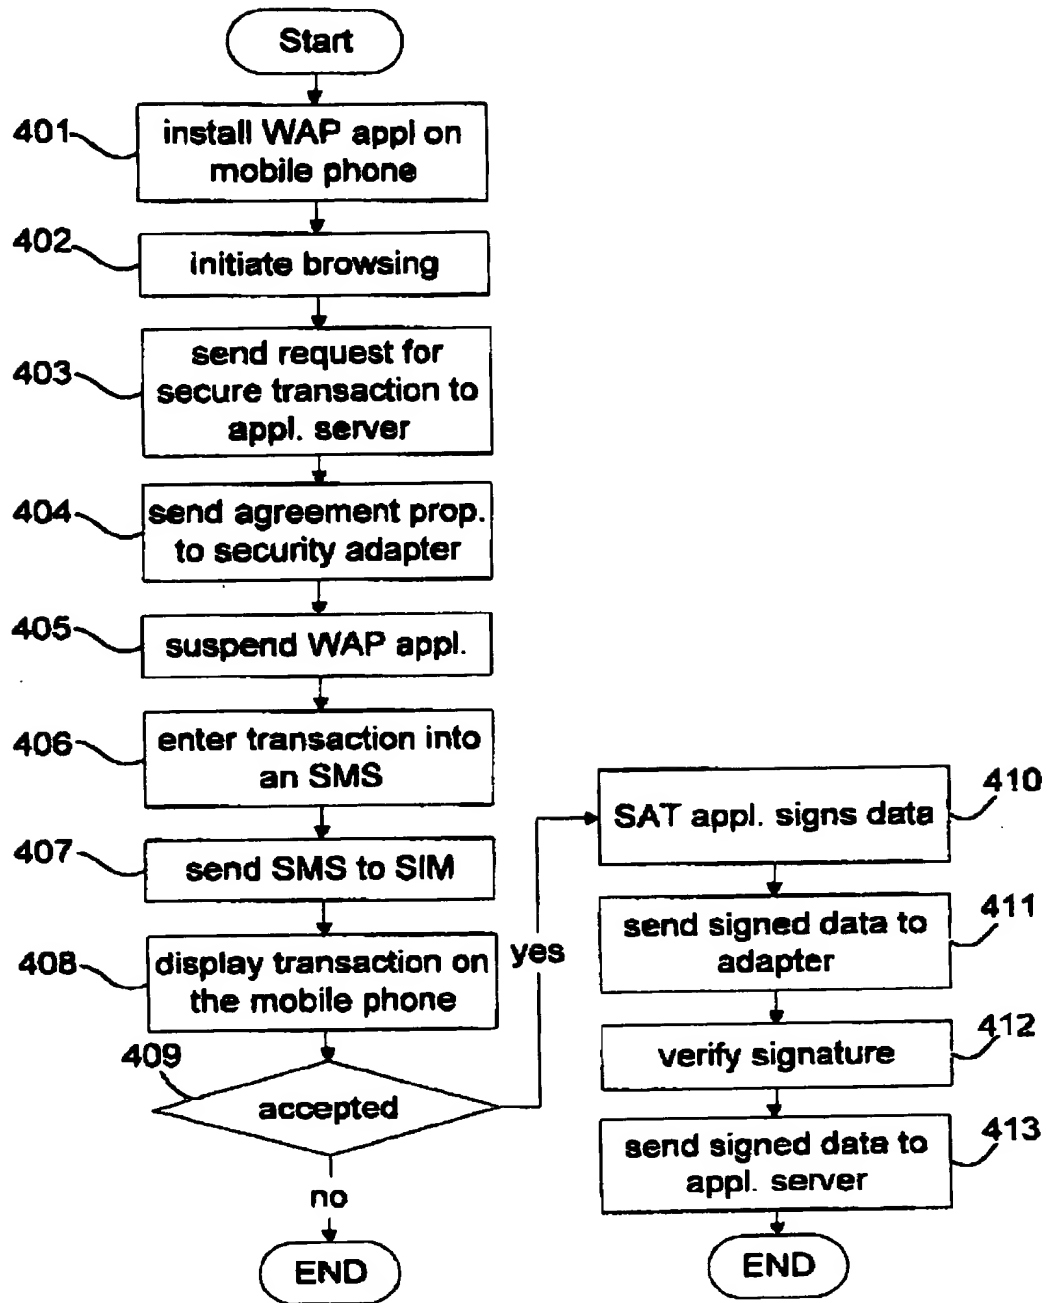 Start
401
install WAP appl on
mobile phone
402
initiate browsing
403
send request for
secure transaction to
appl. server
404
send agreement prop.
to security adapter
405
suspend WAP appl.
406
enter transaction into
an SMS
407
send SMS to SIM
408
display transaction on
the mobile phone
409
accepted
no
END
yes
410
SAT appl. signs data
411
send signed data to
adapter
412
verify signature
413
send signed data to
appl. server
END